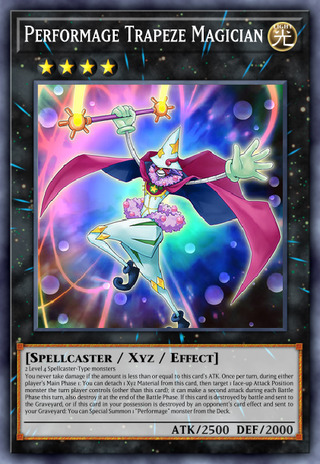 PERFORMAGE TRAPEZE MAGICIAN
LIGHT
光
[SPELLCASTER / XYZ / EFFECT]
2 Level 4 Spellcaster-Type monsters
You never take damage if the amount is less than or equal to this card's ATK. Once per turn, during either
player's Main Phase 1: You can detach 1 Xyz Material from this card, then target 1 face-up Attack Position
monster the turn player controls (other than this card); it can make a second attack during each Battle
Phase this turn, also destroy it at the end of the Battle Phase. If this card is destroyed by battle and sent to
the Graveyard, or if this card in your possession is destroyed by an opponent's card effect and sent to
your Graveyard: You can Special Summon 1 "Performage" monster from the Deck.
ATK/2500 DEF/2000